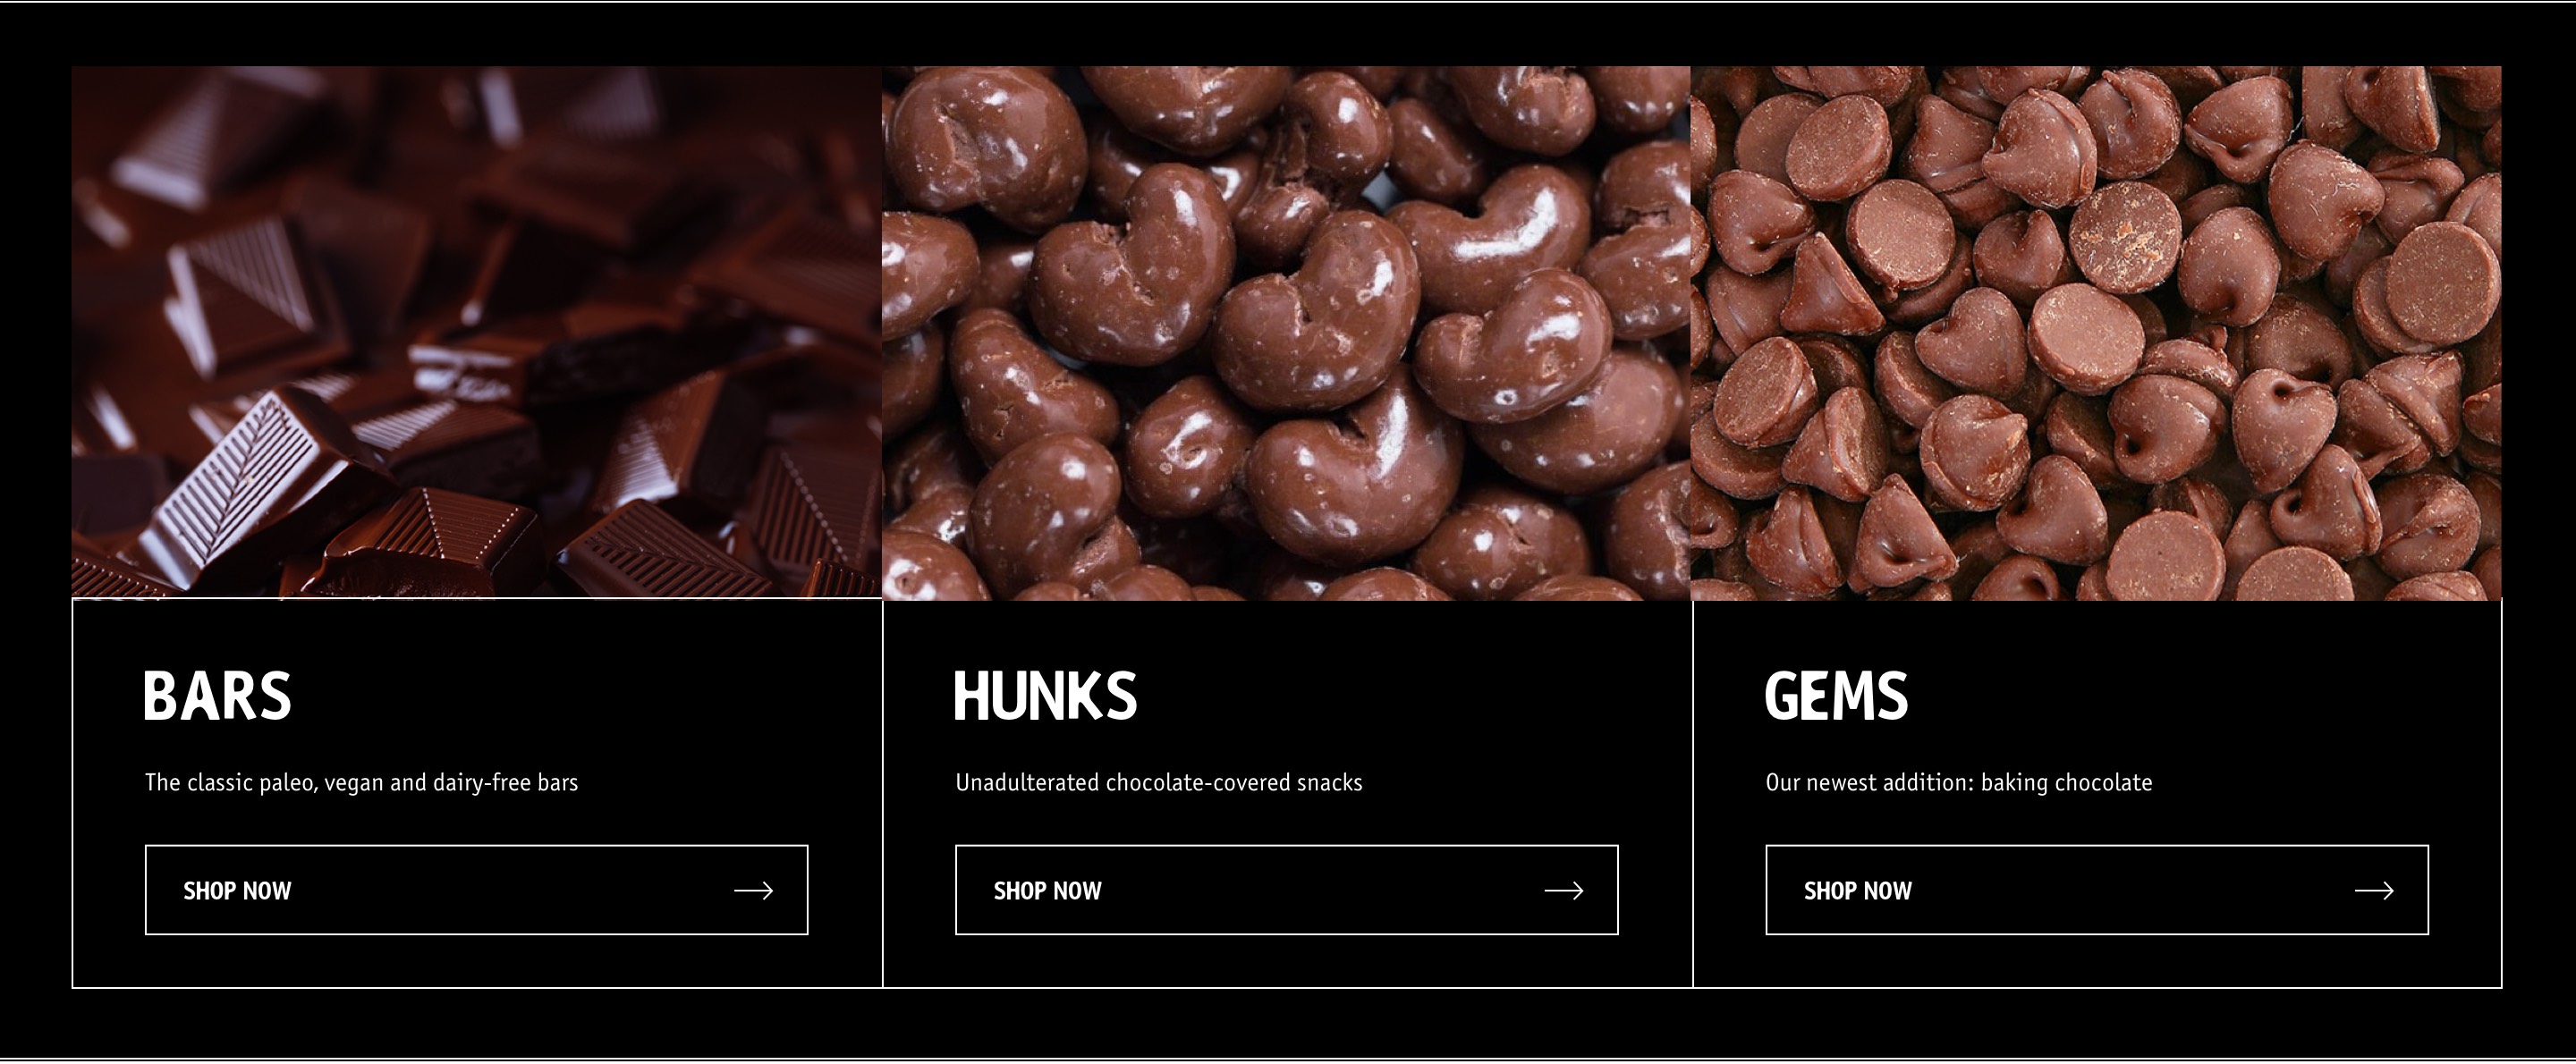 BARS
The classic paleo, vegan and dairy-free bars
SHOP NOW
HUNKS
Unadulterated chocolate-covered snacks
SHOP NOW
GEMS
Our newest addition: baking chocolate
SHOP NOW